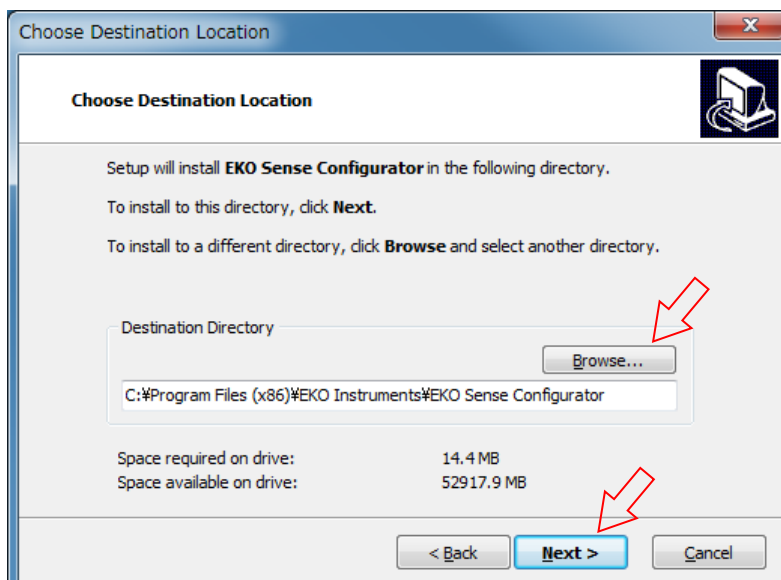 Choose Destination Location
Choose Destination Location
Setup will install EKO Sense Configurator in the following directory.
To install to this directory, click Next.
To install to a different directory, click Browse and select another directory.
Destination Directory
Browse...
C:¥Program Files (x86)¥EKO Instruments¥EKO Sense Configurator
Space required on drive: 14.4 MB
Space available on drive: 52917.9 MB
< Back Next > Cancel